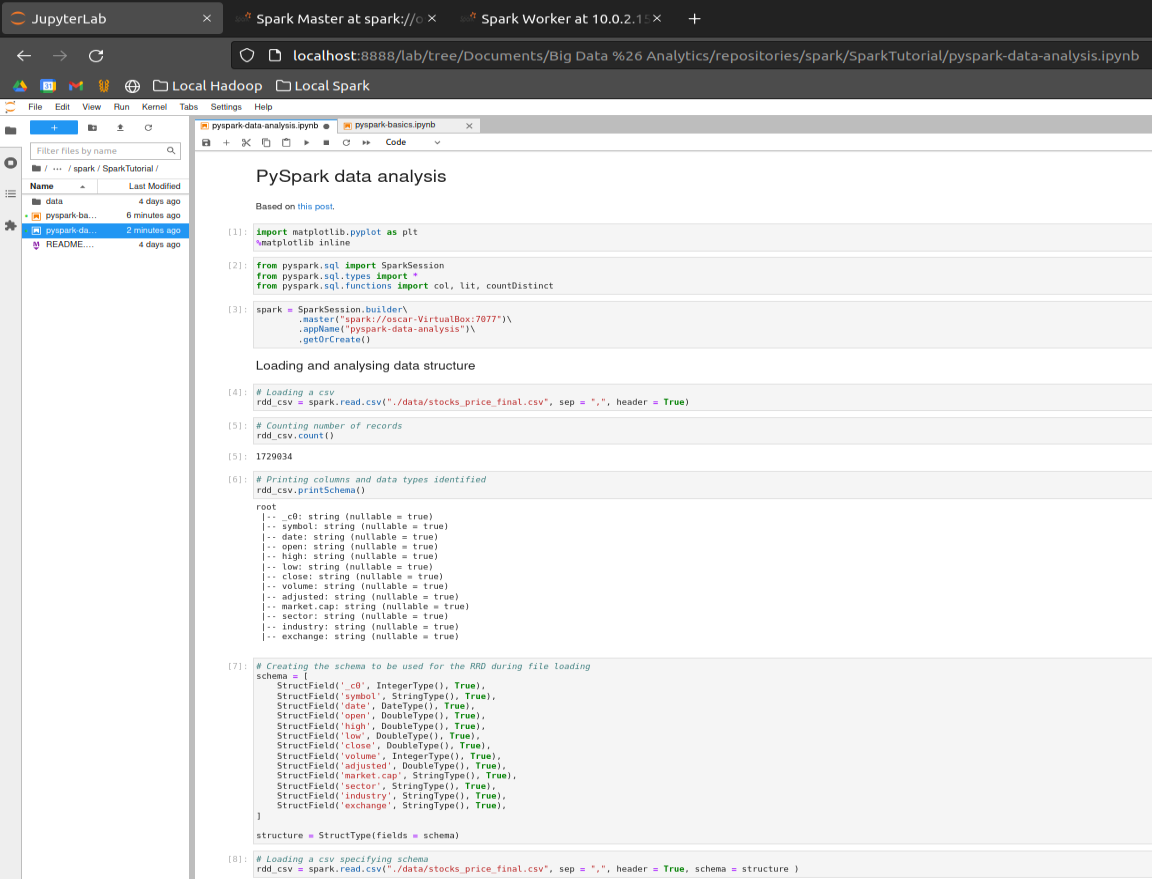 JupyterLab
Spark Master at spark://o
Spark Worker at 10.0.2.15
localhost:8888/lab/tree/Documents/Big Data %26 Analytics/repositories/spark/SparkTutorial/pyspark-data-analysis.ipynb
31
Local Hadoop
Local Spark
File Edit View Run Kernel Tabs Settings Help
pyspark-data-analysis.ipynb
pyspark-basics.ipynb
+
Code
Filter files by name
/ ··· / spark / SparkTutorial /
Name Last Modified
data 4 days ago
pyspark-ba... 6 minutes ago
pyspark-da... 2 minutes ago
README.... 4 days ago
PySpark data analysis
Based on this post.
[1]: import matplotlib.pyplot as plt
%matplotlib inline
[2]: from pyspark.sql import SparkSession
from pyspark.sql.types import *
from pyspark.sql.functions import col, lit, countDistinct
[3]: spark = SparkSession.builder\
.master("spark://oscar-VirtualBox:7077")\
.appName("pyspark-data-analysis")\
.getOrCreate()
Loading and analysing data structure
[4]: # Loading a csv
rdd_csv = spark.read.csv("./data/stocks_price_final.csv", sep = ",", header = True)
[5]: # Counting number of records
rdd_csv.count()
[5]: 1729034
[6]: # Printing columns and data types identified
rdd_csv.printSchema()
root
|-- _c0: string (nullable = true)
|-- symbol: string (nullable = true)
|-- date: string (nullable = true)
|-- open: string (nullable = true)
|-- high: string (nullable = true)
|-- low: string (nullable = true)
|-- close: string (nullable = true)
|-- volume: string (nullable = true)
|-- adjusted: string (nullable = true)
|-- market.cap: string (nullable = true)
|-- sector: string (nullable = true)
|-- industry: string (nullable = true)
|-- exchange: string (nullable = true)
[7]: # Creating the schema to be used for the RRD during file loading
schema = [
StructField('_c0', IntegerType(), True),
StructField('symbol', StringType(), True),
StructField('date', DateType(), True),
StructField('open', DoubleType(), True),
StructField('high', DoubleType(), True),
StructField('low', DoubleType(), True),
StructField('close', DoubleType(), True),
StructField('volume', IntegerType(), True),
StructField('adjusted', DoubleType(), True),
StructField('market.cap', StringType(), True),
StructField('sector', StringType(), True),
StructField('industry', StringType(), True),
StructField('exchange', StringType(), True),
]
structure = StructType(fields = schema)
[8]: # Loading a csv specifying schema
rdd_csv = spark.read.csv("./data/stocks_price_final.csv", sep = ",", header = True, schema = structure )